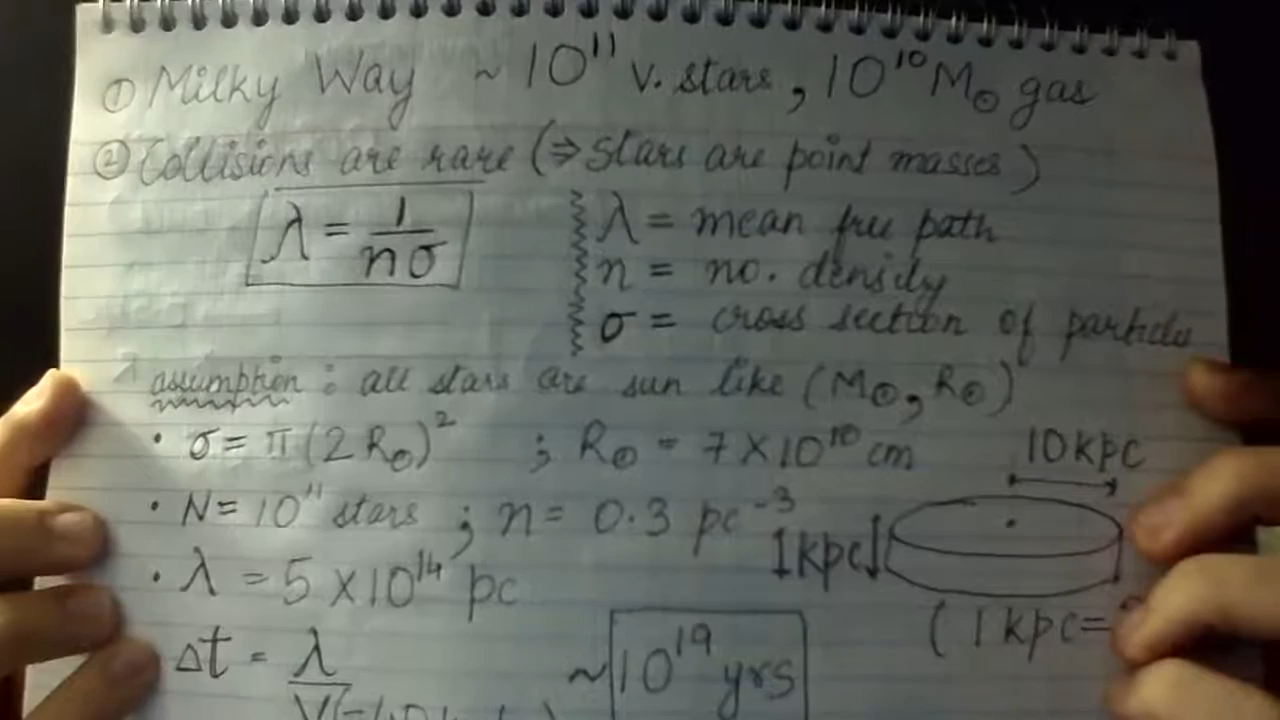 ① Milky Way ~ 10¹¹ v. stars, 10¹⁰ M☉ gas
② Collisions are rare (⇒ stars are point masses)
λ = 1/nσ
λ = mean free path
n = no. density
σ = cross section of particle
assumption : all stars are sun like (M☉, R☉)
• σ = π(2R☉)² ; R☉ = 7 × 10¹⁰ cm
10 kpc
• N = 10¹¹ stars ; n = 0.3 pc⁻³
1 kpc
• λ = 5 × 10¹⁴ pc
(1 kpc =
Δt = λ/V ~ 10¹⁹ yrs